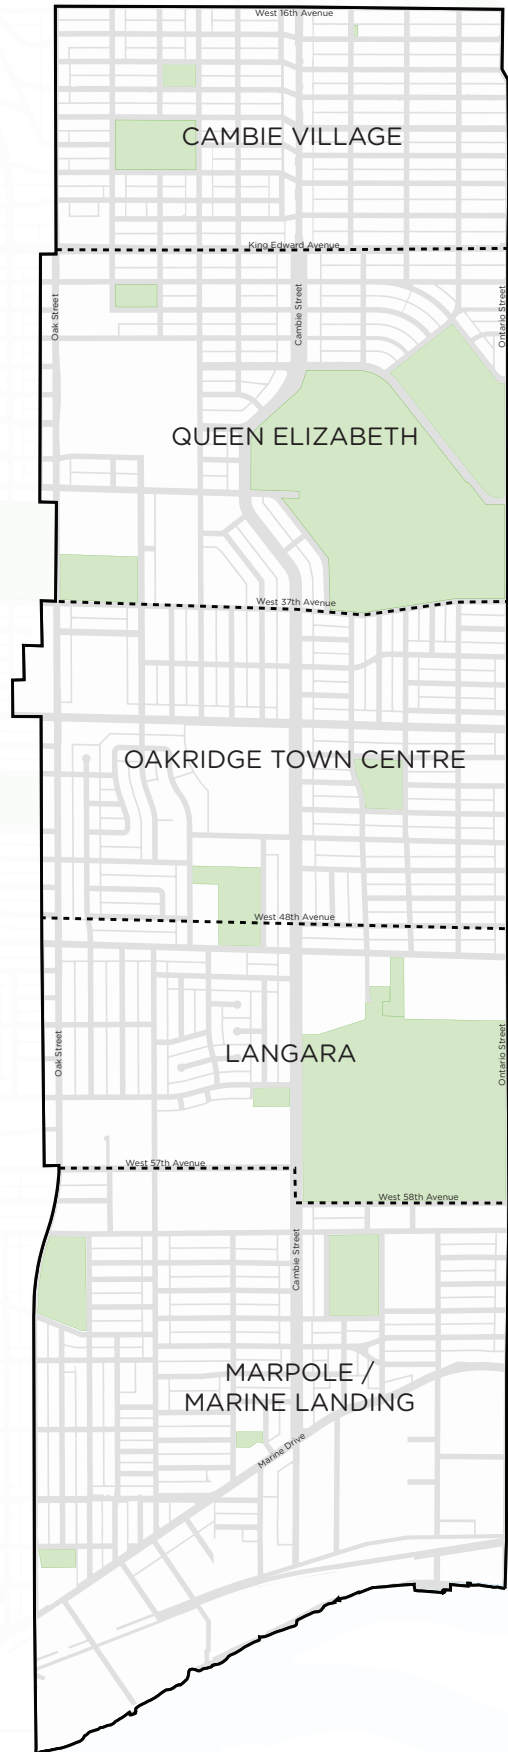 West 16th Avenue
CAMBIE VILLAGE
King Edward Avenue
Oak Street
Cambie Street
Ontario Street
QUEEN ELIZABETH
West 37th Avenue
OAKRIDGE TOWN CENTRE
West 48th Avenue
Oak Street
LANGARA
Ontario Street
West 57th Avenue
West 58th Avenue
Cambie Street
MARPOLE /
MARINE LANDING
Marine Drive